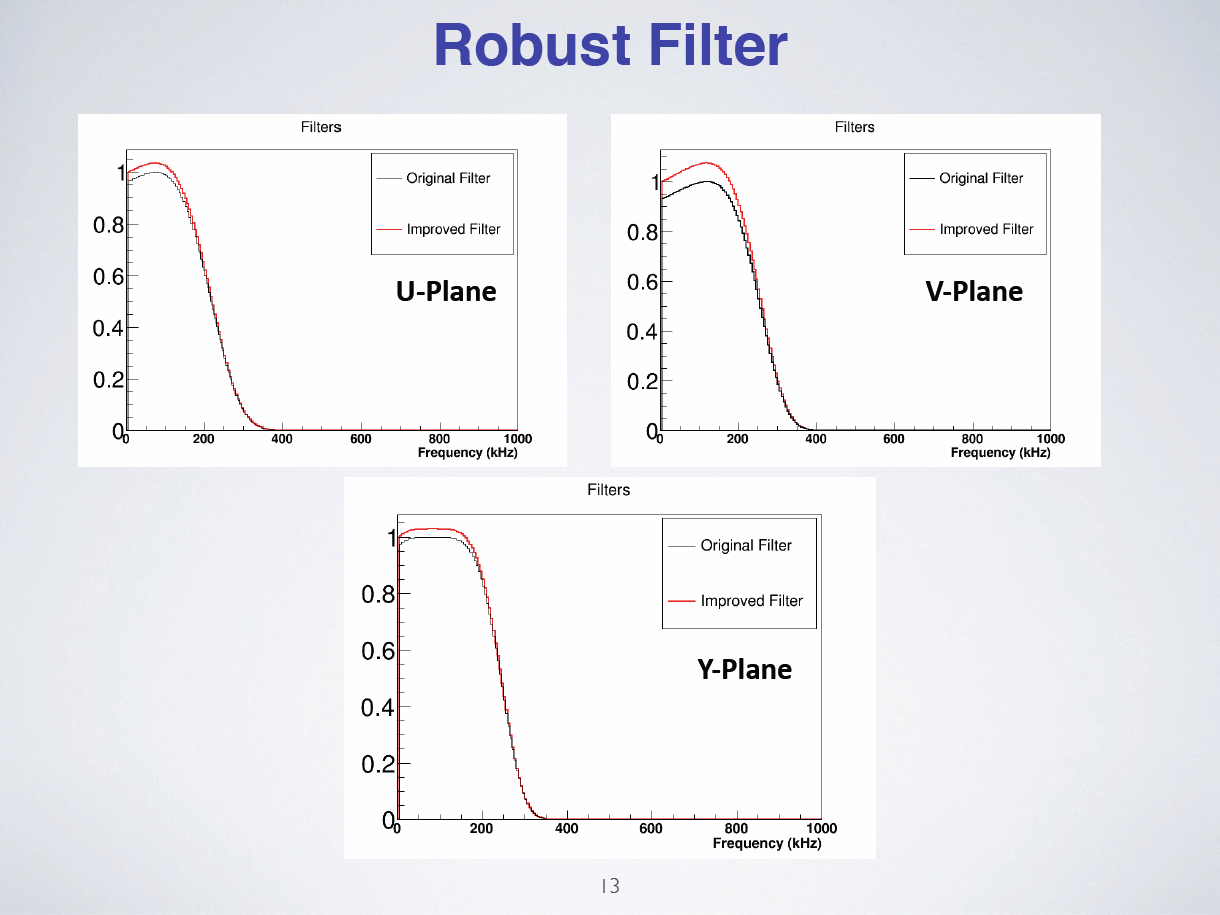 Robust Filter
Filters
Original Filter
Improved Filter
U-Plane
1
0.8
0.6
0.4
0.2
0
0 200 400 600 800 1000
Frequency (kHz)
Filters
Original Filter
Improved Filter
V-Plane
1
0.8
0.6
0.4
0.2
0
0 200 400 600 800 1000
Frequency (kHz)
Filters
Original Filter
Improved Filter
Y-Plane
1
0.8
0.6
0.4
0.2
0
0 200 400 600 800 1000
Frequency (kHz)
13